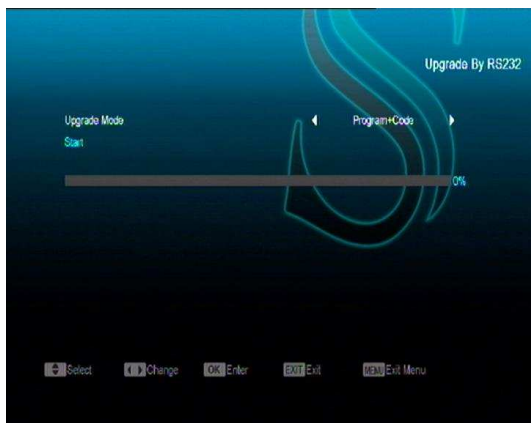 Upgrade By RS232
Upgrade Mode Program+Code
Start
0%
Select Change OK Enter EXIT Exit MENU Exit Menu